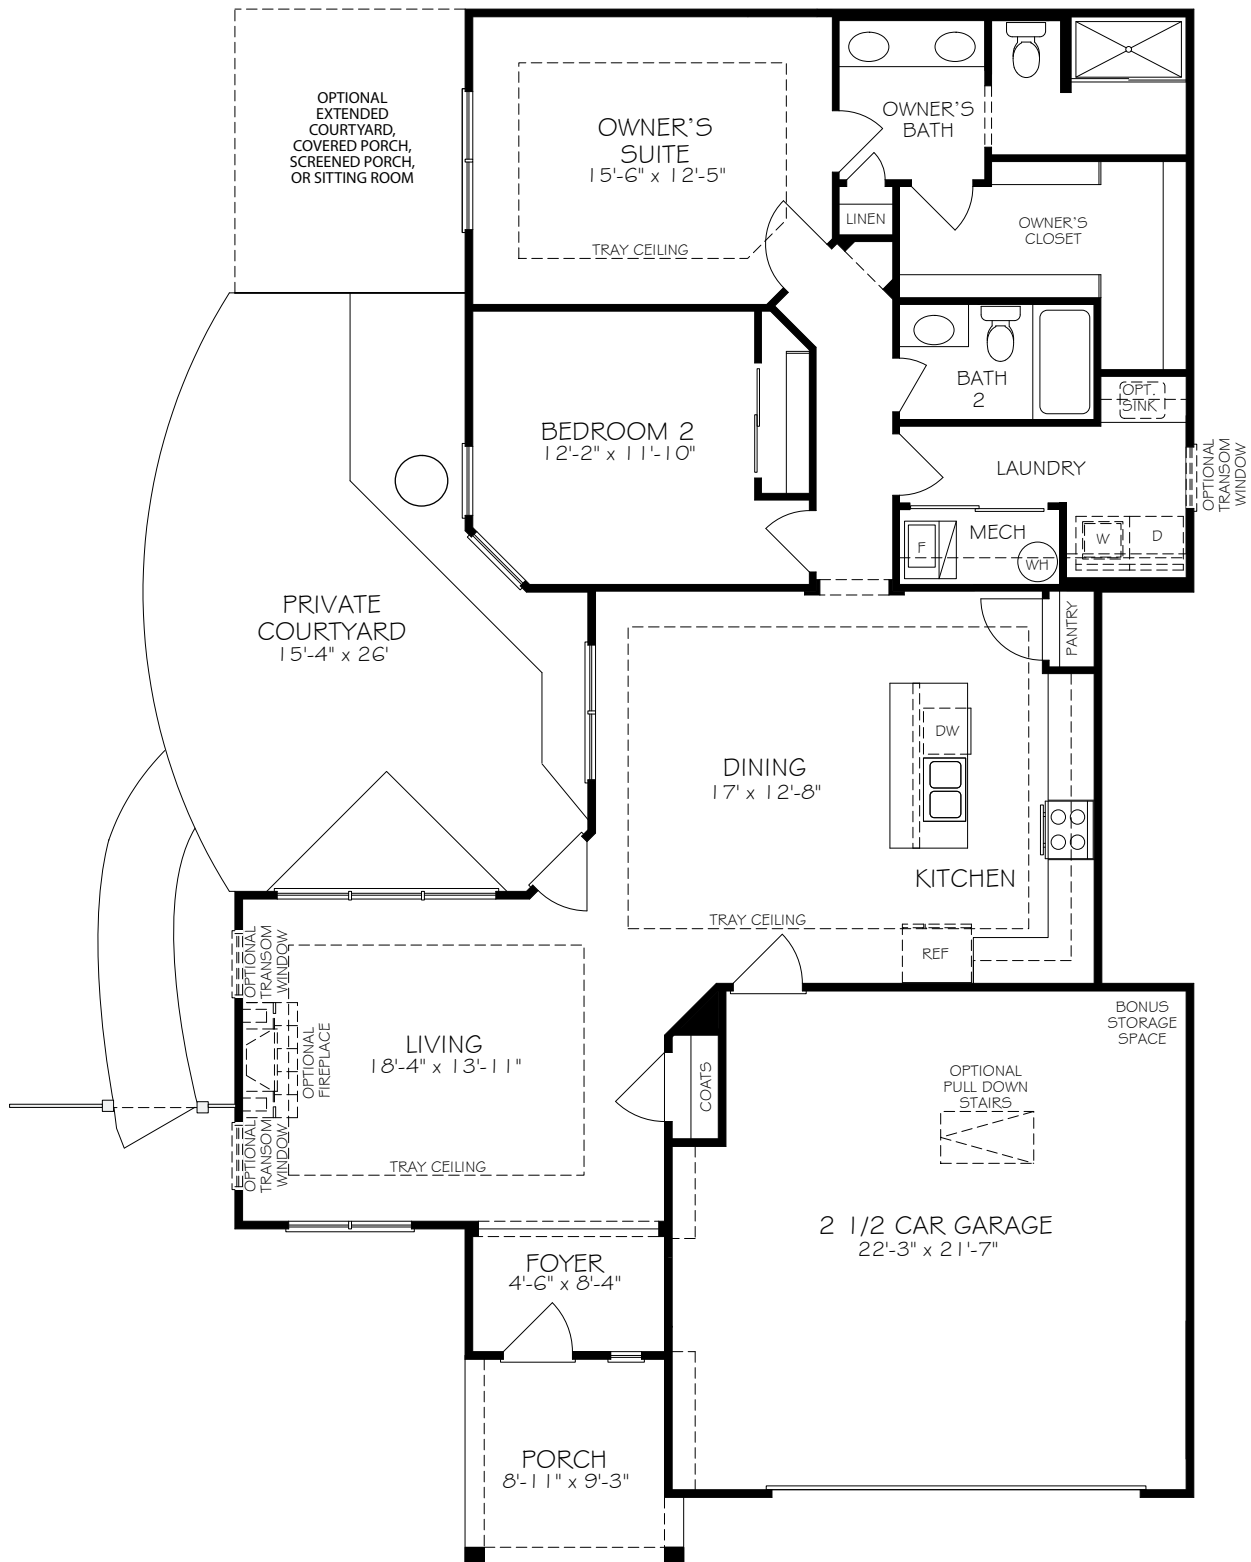 OPTIONAL
EXTENDED
COURTYARD,
COVERED PORCH,
SCREENED PORCH,
OR SITTING ROOM
OWNER'S
SUITE
15'-6" x 12'-5"
TRAY CEILING
OWNER'S
BATH
LINEN
OWNER'S
CLOSET
BATH
2
OPT.
SINK
BEDROOM 2
12'-2" x 11'-10"
LAUNDRY
OPTIONAL
TRANSOM
WINDOW
MECH
F
WH
W
D
PRIVATE
COURTYARD
15'-4" x 26'
PANTRY
DW
DINING
17' x 12'-8"
KITCHEN
TRAY CEILING
REF
OPTIONAL
TRANSOM
WINDOW
LIVING
18'-4" x 13'-11"
OPTIONAL
FIREPLACE
COATS
BONUS
STORAGE
SPACE
OPTIONAL
PULL DOWN
STAIRS
OPTIONAL
TRANSOM
WINDOW
TRAY CEILING
2 1/2 CAR GARAGE
22'-3" x 21'-7"
FOYER
4'-6" x 8'-4"
PORCH
8'-11" x 9'-3"